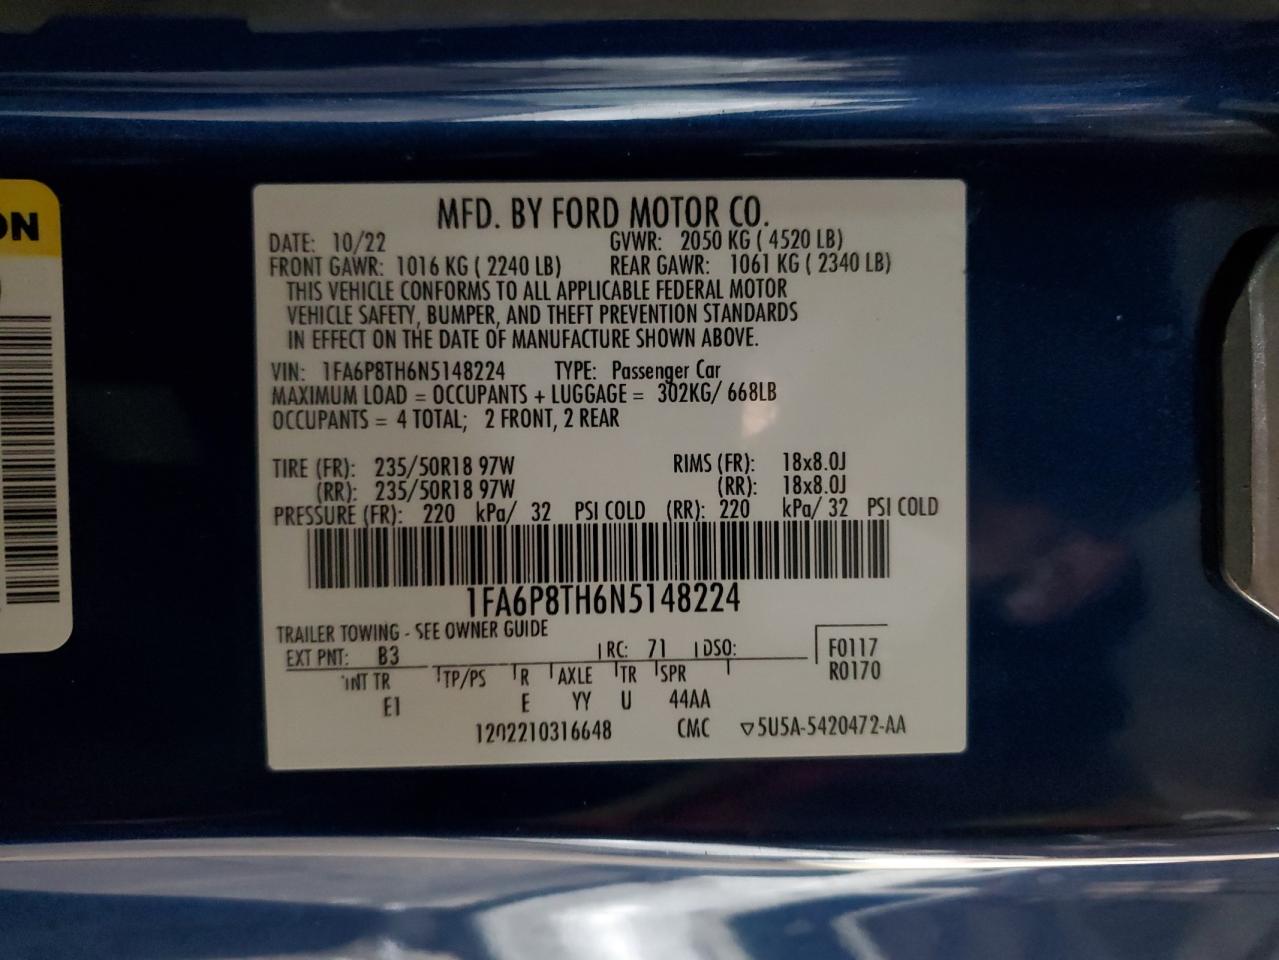 ON
MFD. BY FORD MOTOR CO.
DATE: 10/22 GVWR: 2050 KG ( 4520 LB)
FRONT GAWR: 1016 KG ( 2240 LB) REAR GAWR: 1061 KG ( 2340 LB)
THIS VEHICLE CONFORMS TO ALL APPLICABLE FEDERAL MOTOR
VEHICLE SAFETY, BUMPER, AND THEFT PREVENTION STANDARDS
IN EFFECT ON THE DATE OF MANUFACTURE SHOWN ABOVE.
VIN: 1FA6P8TH6N5148224 TYPE: Passenger Car
MAXIMUM LOAD = OCCUPANTS + LUGGAGE = 302KG/ 668LB
OCCUPANTS = 4 TOTAL; 2 FRONT, 2 REAR
TIRE (FR): 235/50R18 97W RIMS (FR): 18x8.0J
(RR): 235/50R18 97W (RR): 18x8.0J
PRESSURE (FR): 220 kPa/ 32 PSI COLD (RR): 220 kPa/ 32 PSI COLD
1FA6P8TH6N5148224
TRAILER TOWING - SEE OWNER GUIDE
EXT PNT: B3 RC: 71 DSO: F0117
INT TR TP/PS R AXLE TR SPR R0170
E1 E YY U 44AA
1202210316648 CMC ▽5U5A-5420472-AA